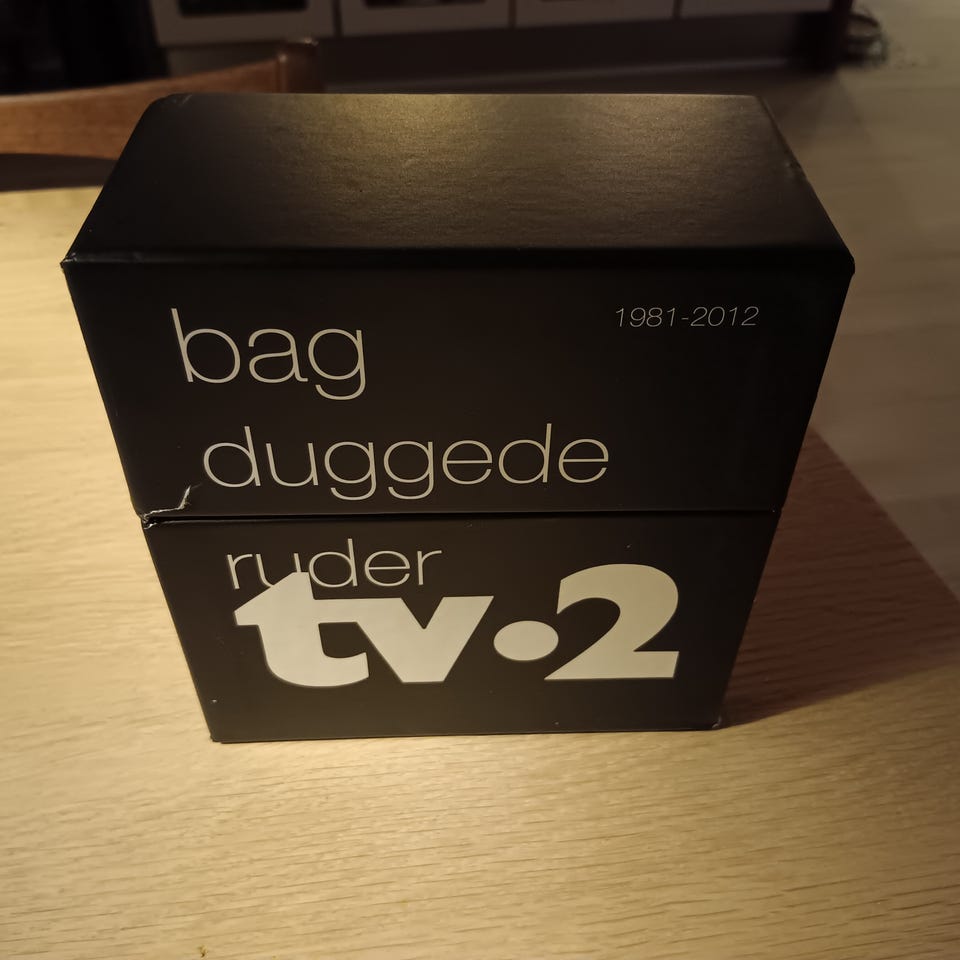 bag
1981-2012
duggede
ruder
tv·2